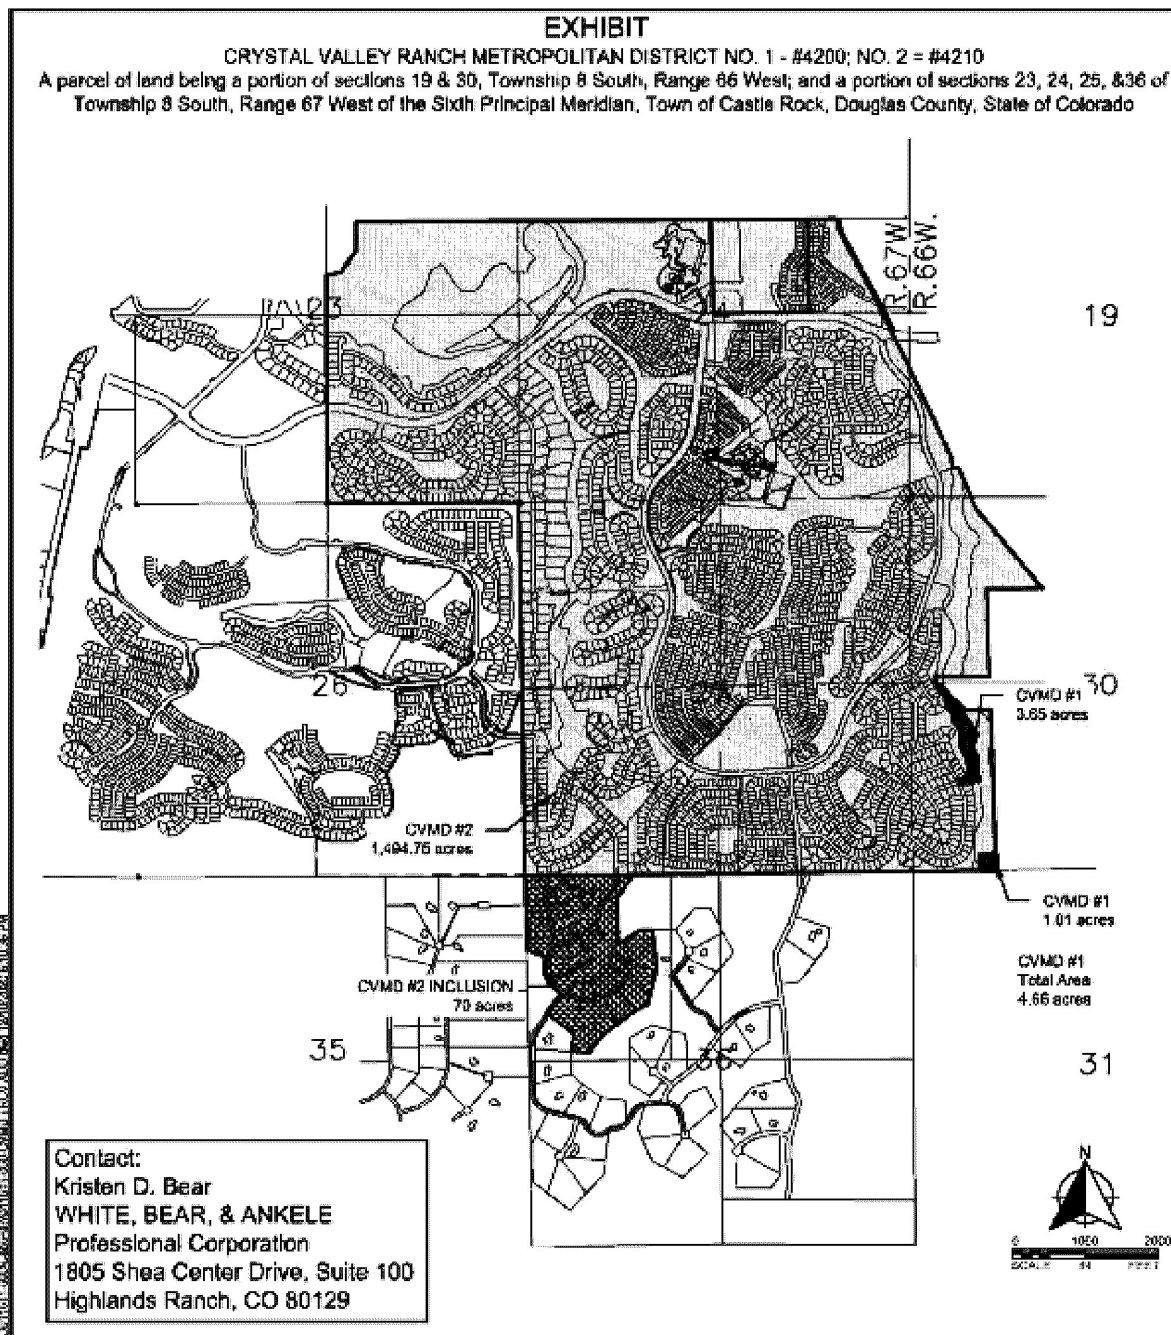 EXHIBIT
CRYSTAL VALLEY RANCH METROPOLITAN DISTRICT NO. 1 - #4200; NO. 2 = #4210
A parcel of land being a portion of sections 19 & 30, Township 8 South, Range 66 West; and a portion of sections 23, 24, 25, &36 of
Township 8 South, Range 67 West of the Sixth Principal Meridian, Town of Castle Rock, Douglas County, State of Colorado
R.67W.
R.66W.
23
19
26
30
CVMD #1
3.65 acres
CVMD #2
1,494.75 acres
CVMD #1
1.01 acres
CVMD #1
Total Area
4.66 acres
CVMD #2 INCLUSION
70 acres
35
36
31
Contact:
Kristen D. Bear
WHITE, BEAR, & ANKELE
Professional Corporation
1805 Shea Center Drive, Suite 100
Highlands Ranch, CO 80129
N
0 1000 2000
SCALE IN FEET